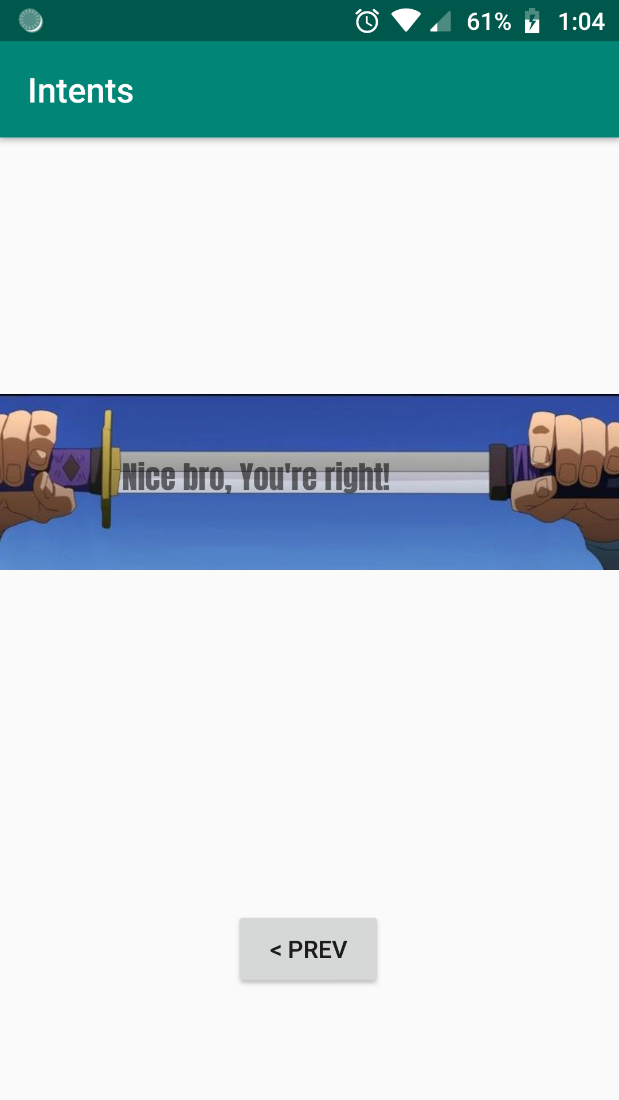 61% 1:04
Intents
Nice bro, You're right!
< PREV